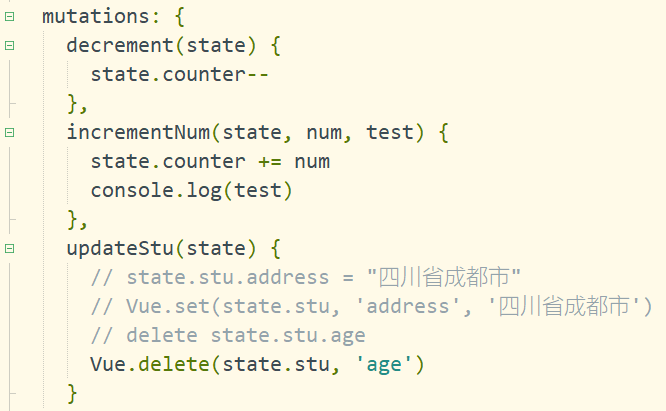 mutations: {
decrement(state) {
state.counter--
},
incrementNum(state, num, test) {
state.counter += num
console.log(test)
},
updateStu(state) {
// state.stu.address = "四川省成都市"
// Vue.set(state.stu, 'address', '四川省成都市')
// delete state.stu.age
Vue.delete(state.stu, 'age')
}